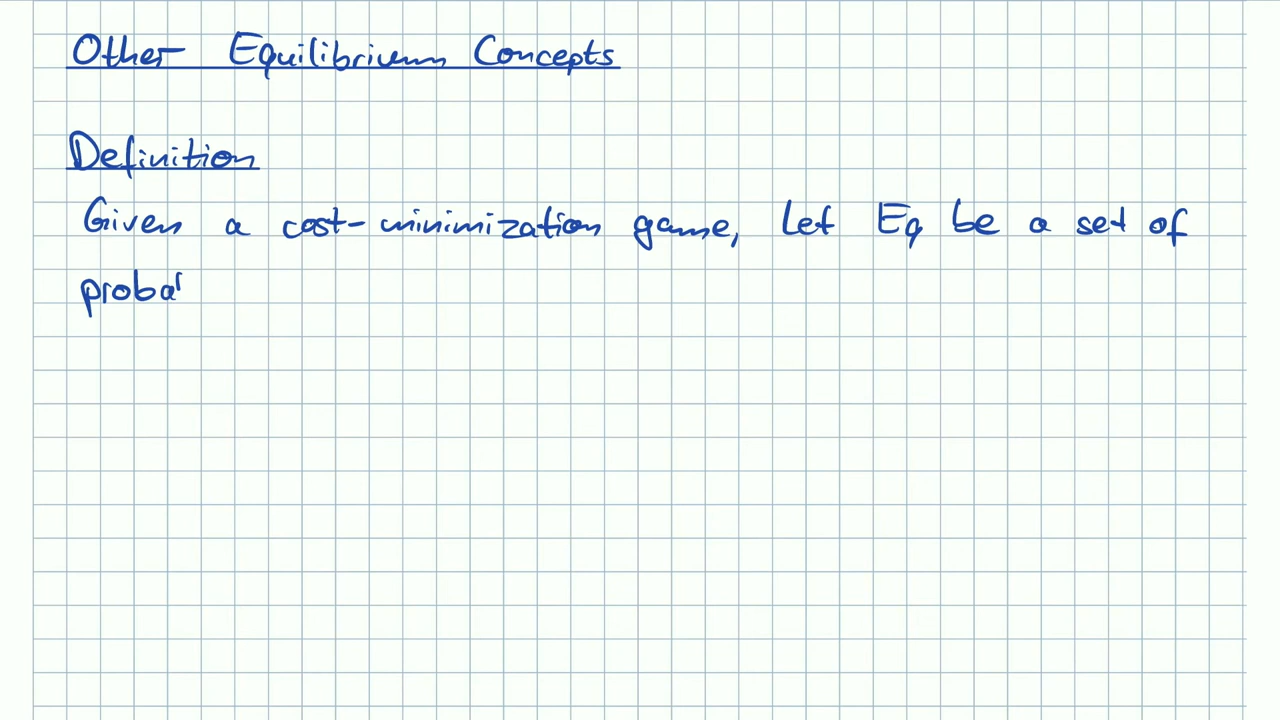 Other Equilibrium Concepts
Definition
Given a cost-minimization game, let Eq be a set of
proba